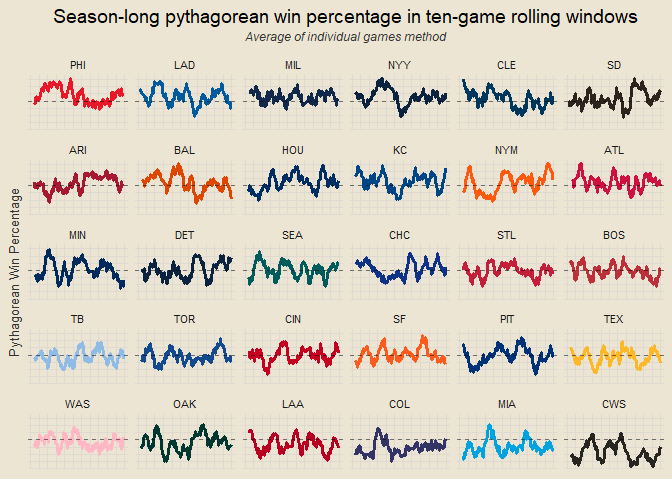 Season-long pythagorean win percentage in ten-game rolling windows
Average of individual games method
Pythagorean Win Percentage
PHI LAD MIL NYY CLE SD
ARI BAL HOU KC NYM ATL
MIN DET SEA CHC STL BOS
TB TOR CIN SF PIT TEX
WAS OAK LAA COL MIA CWS